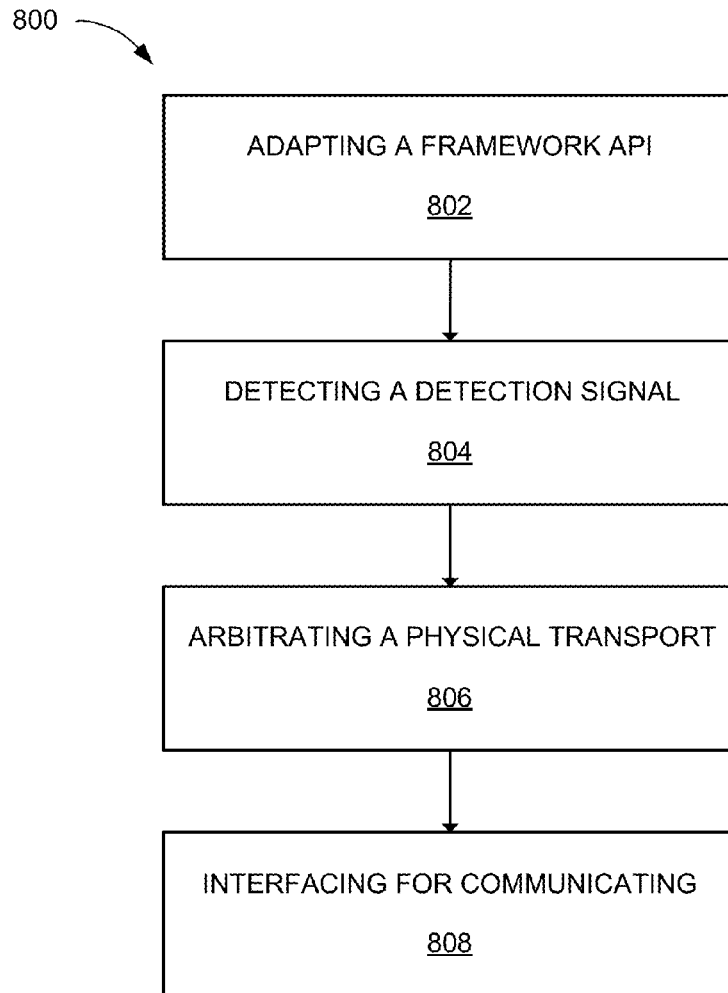 800
ADAPTING A FRAMEWORK API
802
DETECTING A DETECTION SIGNAL
804
ARBITRATING A PHYSICAL TRANSPORT
806
INTERFACING FOR COMMUNICATING
808